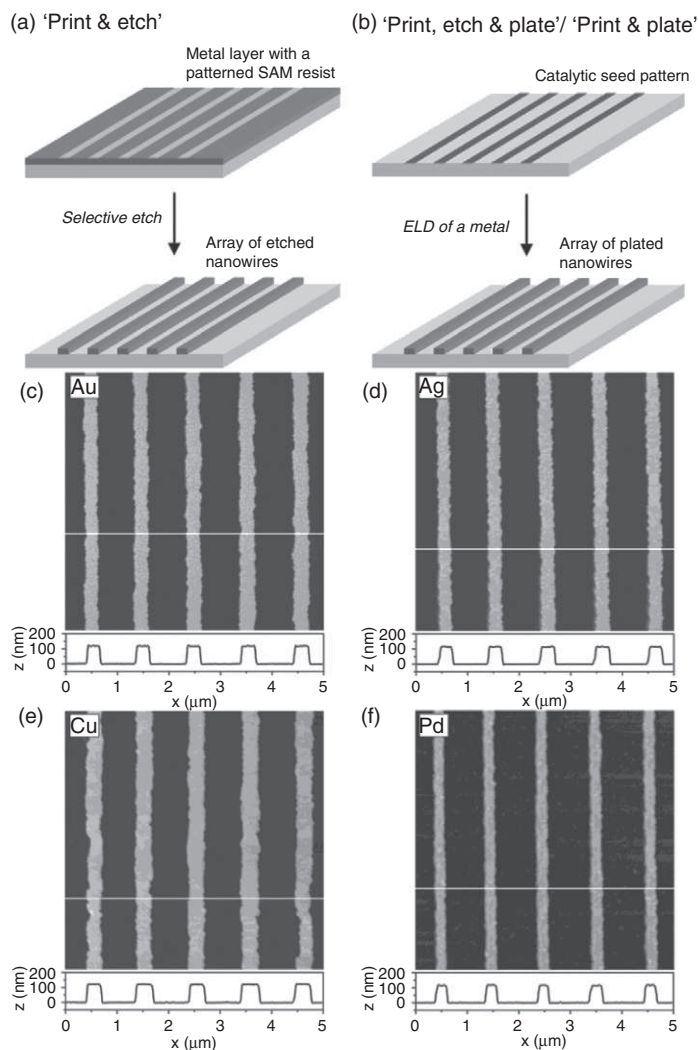 (a) ‘Print & etch’
Metal layer with a
patterned SAM resist
Selective etch
Array of etched
nanowires
(b) ‘Print, etch & plate’/ ‘Print & plate’
Catalytic seed pattern
ELD of a metal
Array of plated
nanowires
(c) Au
z (nm)
200
100
0
0 1 2 3 4 5
x (μm)
(d) Ag
z (nm)
200
100
0
0 1 2 3 4 5
x (μm)
(e) Cu
z (nm)
200
100
0
0 1 2 3 4 5
x (μm)
(f) Pd
z (nm)
200
100
0
0 1 2 3 4 5
x (μm)